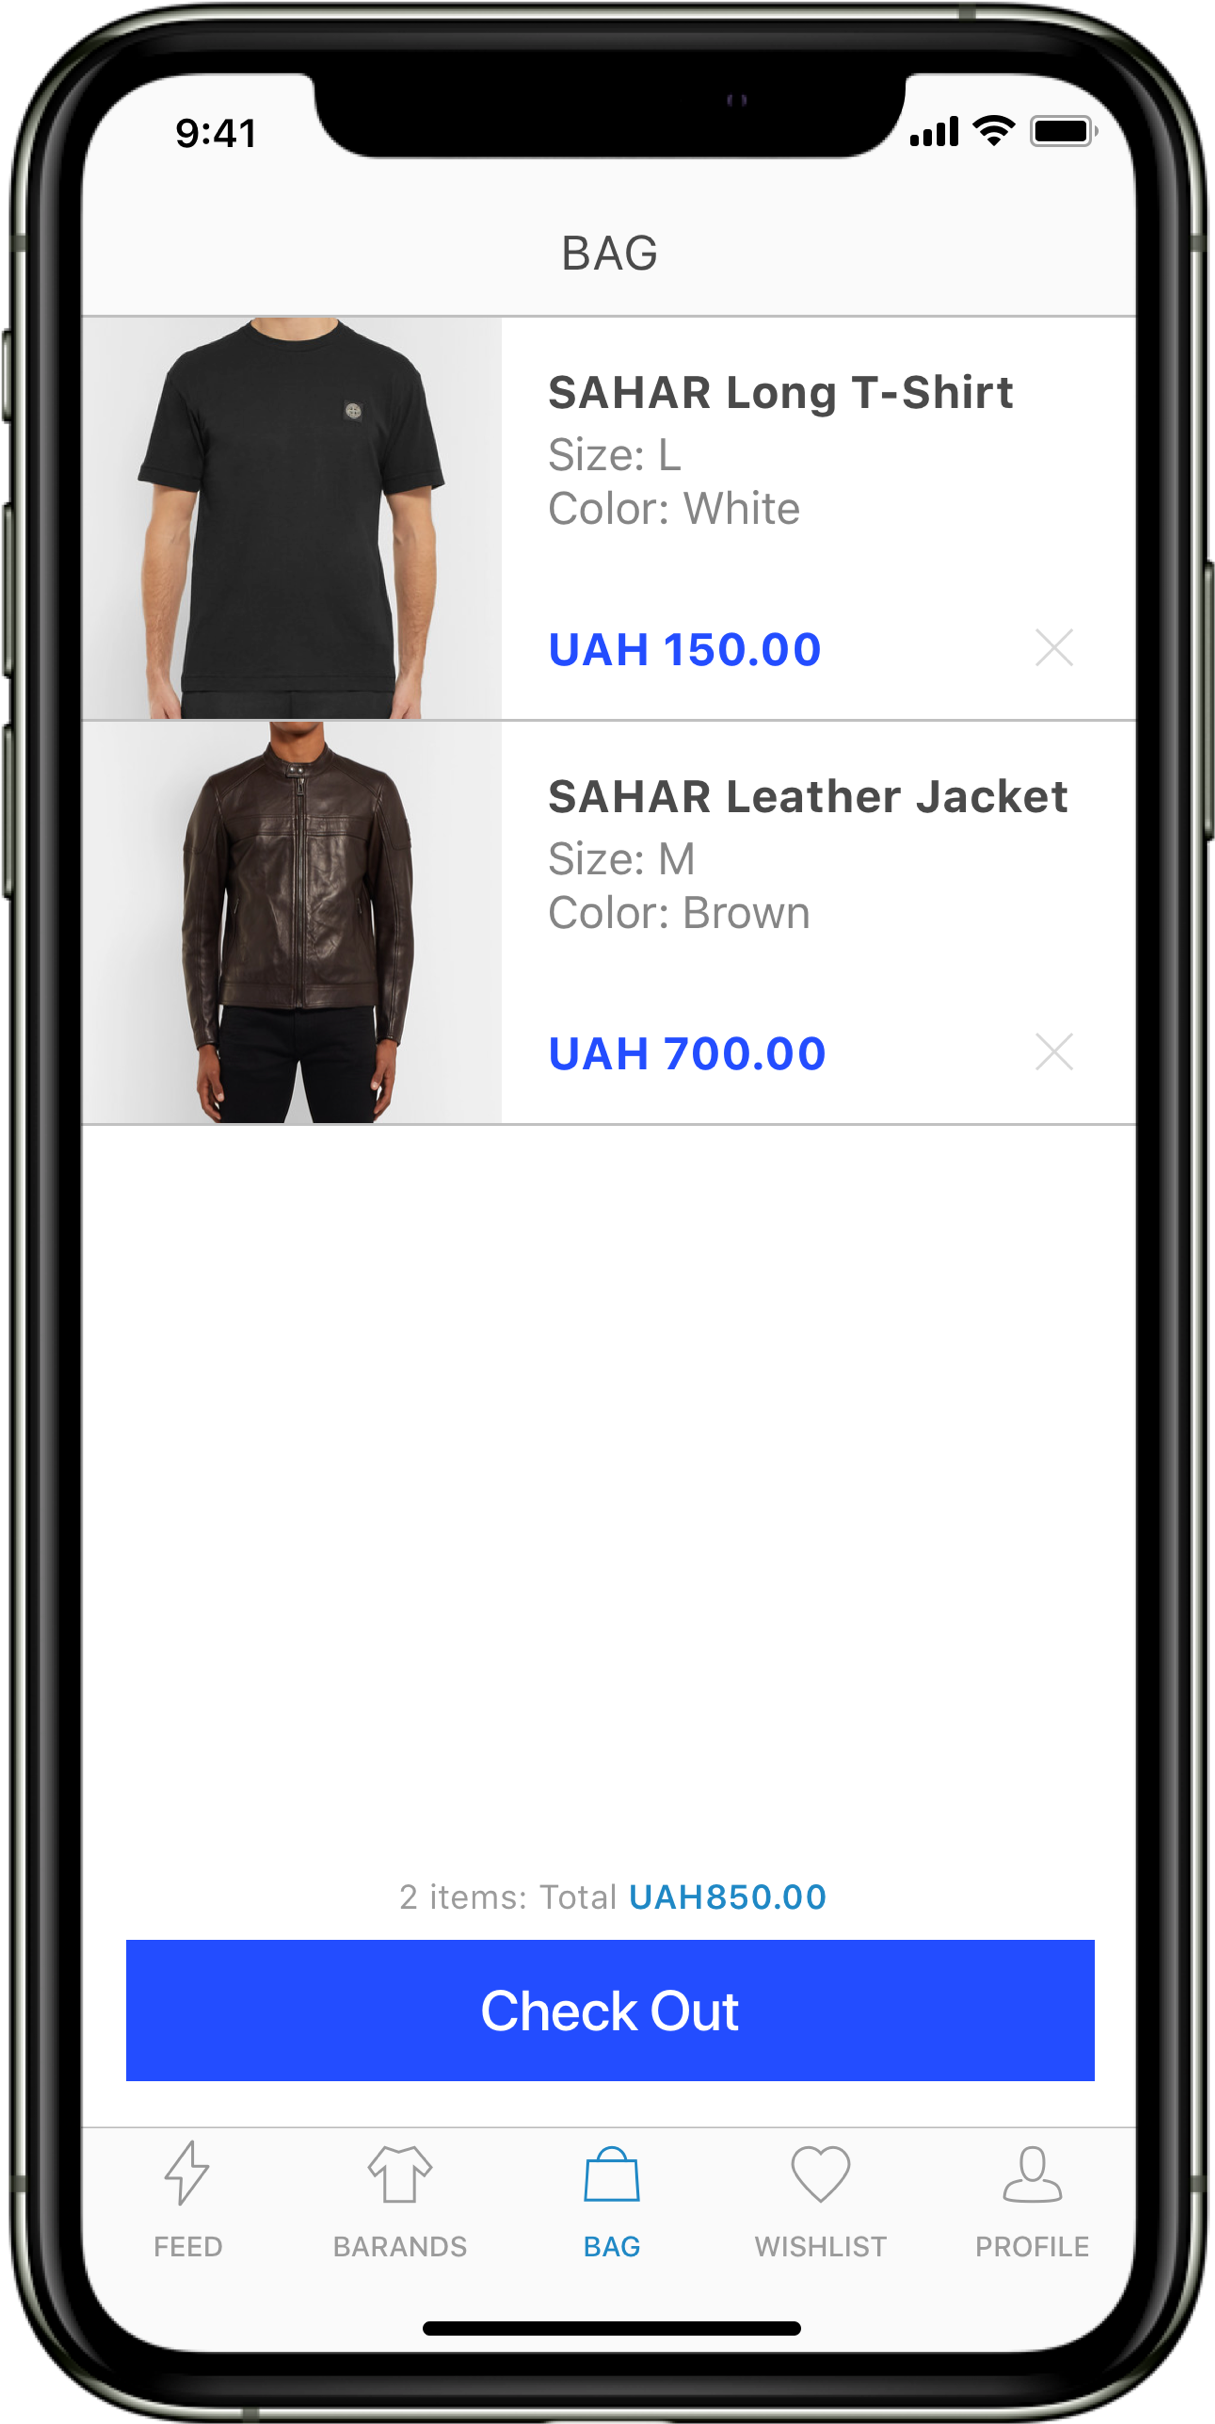 9:41
BAG
SAHAR Long T-Shirt
Size: L
Color: White
UAH 150.00
SAHAR Leather Jacket
Size: M
Color: Brown
UAH 700.00
2 items: Total UAH850.00
Check Out
FEED BARANDS BAG WISHLIST PROFILE